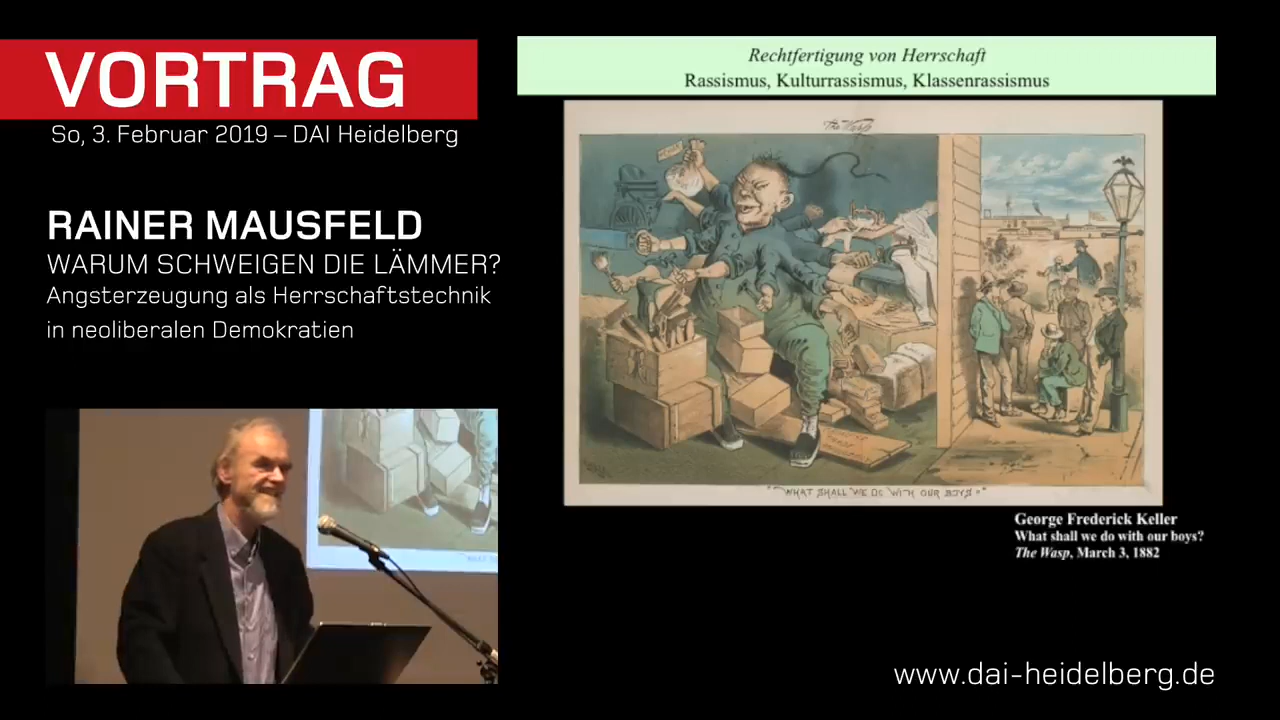 VORTRAG
So, 3. Februar 2019 – DAI Heidelberg
RAINER MAUSFELD
WARUM SCHWEIGEN DIE LÄMMER?
Angsterzeugung als Herrschaftstechnik
in neoliberalen Demokratien
Rechtfertigung von Herrschaft
Rassismus, Kulturrassismus, Klassenrassismus
The Wasp
"WHAT SHALL WE DO WITH OUR BOYS?"
George Frederick Keller
What shall we do with our boys?
The Wasp, March 3, 1882
www.dai-heidelberg.de